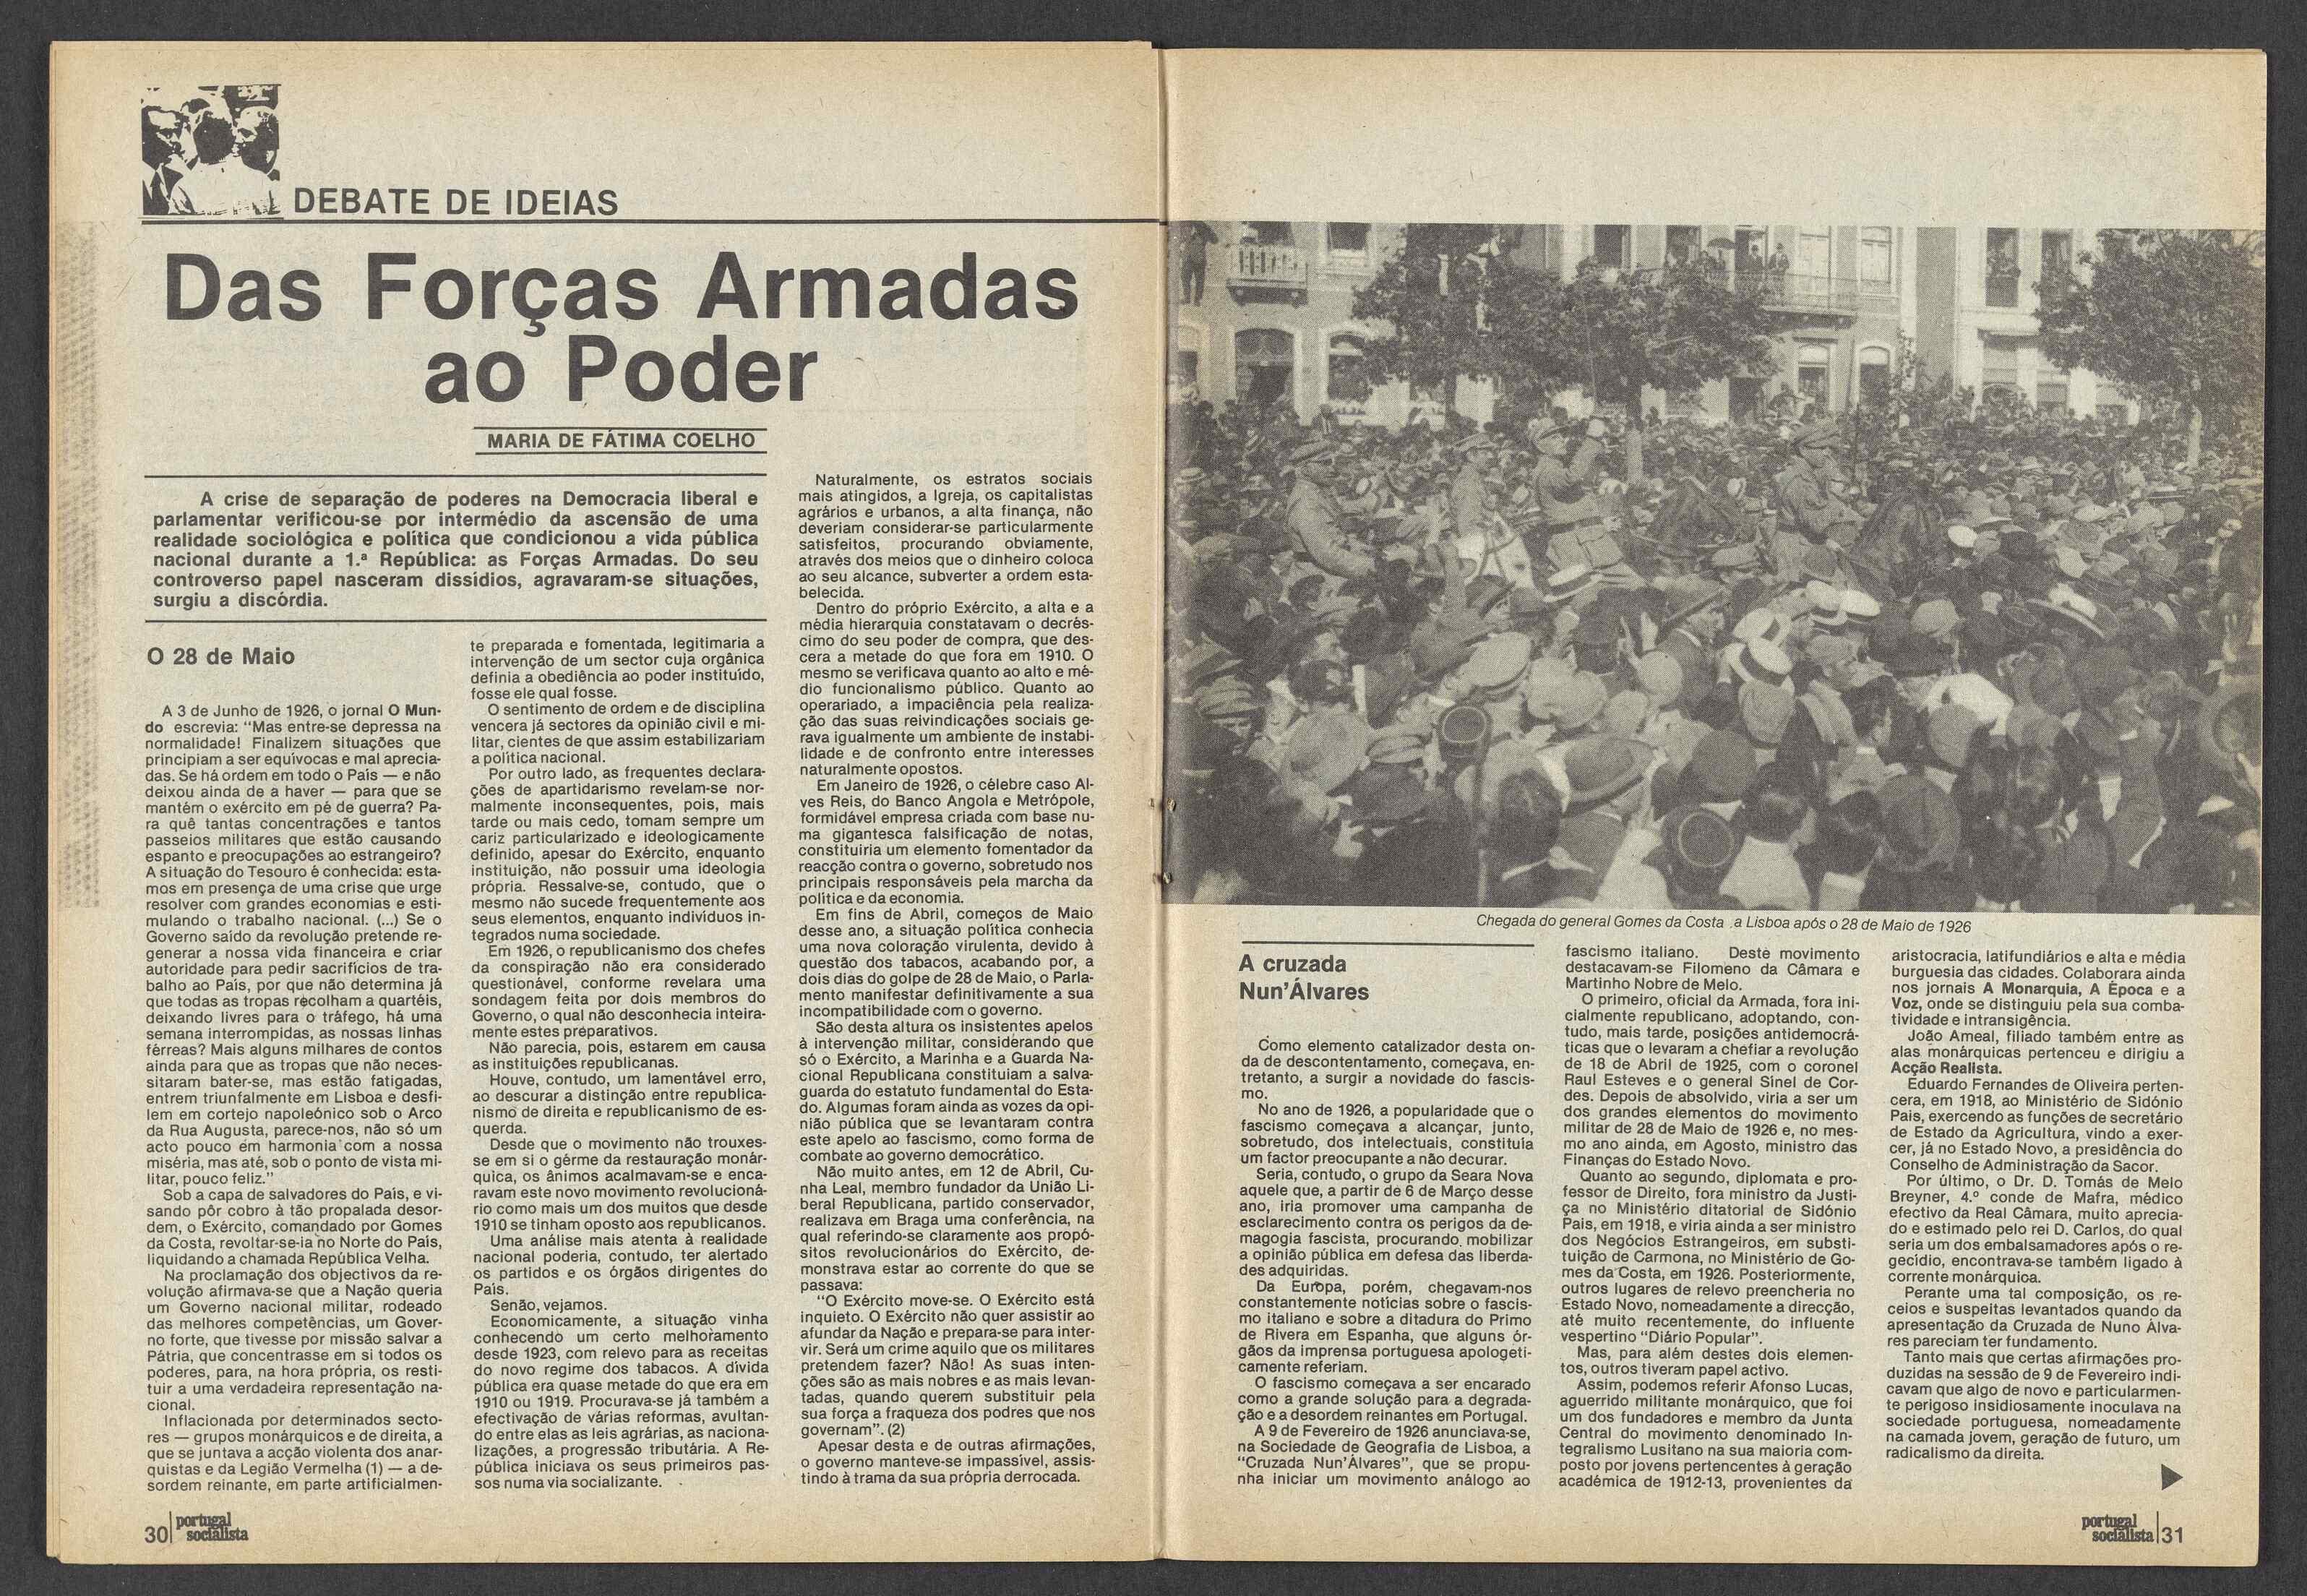 DEBATE DE IDEIAS
Das Forças Armadas
ao Poder
MARIA DE FÁTIMA COELHO
A crise de separação de poderes na Democracia liberal e
parlamentar verificou-se por intermédio da ascensão de uma
realidade sociológica e política que condicionou a vida pública
nacional durante a 1.ª República: as Forças Armadas. Do seu
controverso papel nasceram dissídios, agravaram-se situações,
surgiu a discórdia.
O 28 de Maio
A 3 de Junho de 1926, o jornal O Mun-
do escrevia: "Mas entre-se depressa na
normalidade! Finalizem situações que
principiam a ser equívocas e mal aprecia-
das. Se há ordem em todo o País — e não
deixou ainda de a haver — para que se
mantém o exército em pé de guerra? Pa-
ra quê tantas concentrações e tantos
passeios militares que estão causando
espanto e preocupações ao estrangeiro?
A situação do Tesouro é conhecida: esta-
mos em presença de uma crise que urge
resolver com grandes economias e esti-
mulando o trabalho nacional. (...) Se o
Governo saído da revolução pretende re-
generar a nossa vida financeira e criar
autoridade para pedir sacrifícios de tra-
balho ao País, por que não determina já
que todas as tropas recolham a quartéis,
deixando livres para o tráfego, há uma
semana interrompidas, as nossas linhas
férreas? Mais alguns milhares de contos
ainda para que as tropas que não neces-
sitaram bater-se, mas estão fatigadas,
entrem triunfalmente em Lisboa e desfi-
lem em cortejo napoleónico sob o Arco
da Rua Augusta, parece-nos, não só um
acto pouco em harmonia com a nossa
miséria, mas até, sob o ponto de vista mi-
litar, pouco feliz."
Sob a capa de salvadores do País, e vi-
sando pôr cobro à tão propalada desor-
dem, o Exército, comandado por Gomes
da Costa, revoltar-se-ia no Norte do País,
liquidando a chamada República Velha.
Na proclamação dos objectivos da re-
volução afirmava-se que a Nação queria
um Governo nacional militar, rodeado
das melhores competências, um Gover-
no forte, que tivesse por missão salvar a
Pátria, que concentrasse em si todos os
poderes, para, na hora própria, os resti-
tuir a uma verdadeira representação na-
cional.
Inflacionada por determinados secto-
res — grupos monárquicos e de direita, a
que se juntava a acção violenta dos anar-
quistas e da Legião Vermelha (1) — a de-
sordem reinante, em parte artificialmen-
te preparada e fomentada, legitimaria a
intervenção de um sector cuja orgânica
definia a obediência ao poder instituído,
fosse ele qual fosse.
O sentimento de ordem e de disciplina
vencera já sectores da opinião civil e mi-
litar, cientes de que assim estabilizariam
a política nacional.
Por outro lado, as frequentes declara-
ções de apartidarismo revelam-se nor-
malmente inconsequentes, pois, mais
tarde ou mais cedo, tomam sempre um
cariz particularizado e ideologicamente
definido, apesar do Exército, enquanto
instituição, não possuir uma ideologia
própria. Ressalve-se, contudo, que o
mesmo não sucede frequentemente aos
seus elementos, enquanto indivíduos in-
tegrados numa sociedade.
Em 1926, o republicanismo dos chefes
da conspiração não era considerado
questionável, conforme revelara uma
sondagem feita por dois membros do
Governo, o qual não desconhecia inteira-
mente estes preparativos.
Não parecia, pois, estarem em causa
as instituições republicanas.
Houve, contudo, um lamentável erro,
ao descurar a distinção entre republica-
nismo de direita e republicanismo de es-
querda.
Desde que o movimento não trouxes-
se em si o gérme da restauração monár-
quica, os ânimos acalmavam-se e enca-
ravam este novo movimento revolucioná-
rio como mais um dos muitos que desde
1910 se tinham oposto aos republicanos.
Uma análise mais atenta à realidade
nacional poderia, contudo, ter alertado
os partidos e os órgãos dirigentes do
País.
Senão, vejamos.
Economicamente, a situação vinha
conhecendo um certo melhoramento
desde 1923, com relevo para as receitas
do novo regime dos tabacos. A dívida
pública era quase metade do que era em
1910 ou 1919. Procurava-se já também a
efectivação de várias reformas, avultan-
do entre elas as leis agrárias, as naciona-
lizações, a progressão tributária. A Re-
pública iniciava os seus primeiros pas-
sos numa via socializante.
Naturalmente, os estratos sociais
mais atingidos, a Igreja, os capitalistas
agrários e urbanos, a alta finança, não
deveriam considerar-se particularmente
satisfeitos, procurando obviamente,
através dos meios que o dinheiro coloca
ao seu alcance, subverter a ordem esta-
belecida.
Dentro do próprio Exército, a alta e a
média hierarquia constatavam o decrés-
cimo do seu poder de compra, que des-
cera a metade do que fora em 1910. O
mesmo se verificava quanto ao alto e mé-
dio funcionalismo público. Quanto ao
operariado, a impaciência pela realiza-
ção das suas reivindicações sociais ge-
rava igualmente um ambiente de instabi-
lidade e de confronto entre interesses
naturalmente opostos.
Em Janeiro de 1926, o célebre caso Al-
ves Reis, do Banco Angola e Metrópole,
formidável empresa criada com base nu-
ma gigantesca falsificação de notas,
constituiria um elemento fomentador da
reacção contra o governo, sobretudo nos
principais responsáveis pela marcha da
política e da economia.
Em fins de Abril, começos de Maio
desse ano, a situação política conhecia
uma nova coloração virulenta, devido à
questão dos tabacos, acabando por, a
dois dias do golpe de 28 de Maio, o Parla-
mento manifestar definitivamente a sua
incompatibilidade com o governo.
São desta altura os insistentes apelos
à intervenção militar, considerando que
só o Exército, a Marinha e a Guarda Na-
cional Republicana constituiam a salva-
guarda do estatuto fundamental do Esta-
do. Algumas foram ainda as vozes da opi-
nião pública que se levantaram contra
este apelo ao fascismo, como forma de
combate ao governo democrático.
Não muito antes, em 12 de Abril, Cu-
nha Leal, membro fundador da União Li-
beral Republicana, partido conservador,
realizava em Braga uma conferência, na
qual referindo-se claramente aos propó-
sitos revolucionários do Exército, de-
monstrava estar ao corrente do que se
passava:
"O Exército move-se. O Exército está
inquieto. O Exército não quer assistir ao
afundar da Nação e prepara-se para inter-
vir. Será um crime aquilo que os militares
pretendem fazer? Não! As suas inten-
ções são as mais nobres e as mais levan-
tadas, quando querem substituir pela
sua força a fraqueza dos podres que nos
governam". (2)
Apesar desta e de outras afirmações,
o governo manteve-se impassível, assis-
tindo à trama da sua própria derrocada.
30 portugal
socialista
Chegada do general Gomes da Costa a Lisboa após o 28 de Maio de 1926
A cruzada
Nun'Álvares
Como elemento catalizador desta on-
da de descontentamento, começava, en-
tretanto, a surgir a novidade do fascis-
mo.
No ano de 1926, a popularidade que o
fascismo começava a alcançar, junto,
sobretudo, dos intelectuais, constituía
um factor preocupante a não decurar.
Seria, contudo, o grupo da Seara Nova
aquele que, a partir de 6 de Março desse
ano, iria promover uma campanha de
esclarecimento contra os perigos da de-
magogia fascista, procurando mobilizar
a opinião pública em defesa das liberda-
des adquiridas.
Da Europa, porém, chegavam-nos
constantemente notícias sobre o fascis-
mo italiano e sobre a ditadura do Primo
de Rivera em Espanha, que alguns ór-
gãos da imprensa portuguesa apologeti-
camente referiam.
O fascismo começava a ser encarado
como a grande solução para a degrada-
ção e a desordem reinantes em Portugal.
A 9 de Fevereiro de 1926 anunciava-se,
na Sociedade de Geografia de Lisboa, a
"Cruzada Nun'Álvares", que se propu-
nha iniciar um movimento análogo ao
fascismo italiano. Deste movimento
destacavam-se Filomeno da Câmara e
Martinho Nobre de Melo.
O primeiro, oficial da Armada, fora ini-
cialmente republicano, adoptando, con-
tudo, mais tarde, posições antidemocrá-
ticas que o levaram a chefiar a revolução
de 18 de Abril de 1925, com o coronel
Raul Esteves e o general Sinel de Cor-
des. Depois de absolvido, viria a ser um
dos grandes elementos do movimento
militar de 28 de Maio de 1926 e, no mes-
mo ano ainda, em Agosto, ministro das
Finanças do Estado Novo.
Quanto ao segundo, diplomata e pro-
fessor de Direito, fora ministro da Justi-
ça no Ministério ditatorial de Sidónio
Pais, em 1918, e viria ainda a ser ministro
dos Negócios Estrangeiros, em substi-
tuição de Carmona, no Ministério de Go-
mes da Costa, em 1926. Posteriormente,
outros lugares de relevo preencheria no
Estado Novo, nomeadamente a direcção,
até muito recentemente, do influente
vespertino "Diário Popular".
Mas, para além destes dois elemen-
tos, outros tiveram papel activo.
Assim, podemos referir Afonso Lucas,
aguerrido militante monárquico, que foi
um dos fundadores e membro da Junta
Central do movimento denominado In-
tegralismo Lusitano na sua maioria com-
posto por jovens pertencentes à geração
académica de 1912-13, provenientes da
aristocracia, latifundiários e alta e média
burguesia das cidades. Colaborara ainda
nos jornais A Monarquia, A Época e a
Voz, onde se distinguiu pela sua comba-
tividade e intransigência.
João Ameal, filiado também entre as
alas monárquicas pertenceu e dirigiu a
Acção Realista.
Eduardo Fernandes de Oliveira perten-
cera, em 1918, ao Ministério de Sidónio
Pais, exercendo as funções de secretário
de Estado da Agricultura, vindo a exer-
cer, já no Estado Novo, a presidência do
Conselho de Administração da Sacor.
Por último, o Dr. D. Tomás de Melo
Breyner, 4.º conde de Mafra, médico
efectivo da Real Câmara, muito aprecia-
do e estimado pelo rei D. Carlos, do qual
seria um dos embalsamadores após o re-
gecídio, encontrava-se também ligado à
corrente monárquica.
Perante uma tal composição, os re-
ceios e suspeitas levantados quando da
apresentação da Cruzada de Nuno Álva-
res pareciam ter fundamento.
Tanto mais que certas afirmações pro-
duzidas na sessão de 9 de Fevereiro indi-
cavam que algo de novo e particularmen-
te perigoso insidiosamente inoculava na
sociedade portuguesa, nomeadamente
na camada jovem, geração de futuro, um
radicalismo da direita.
portugal
socialista 31